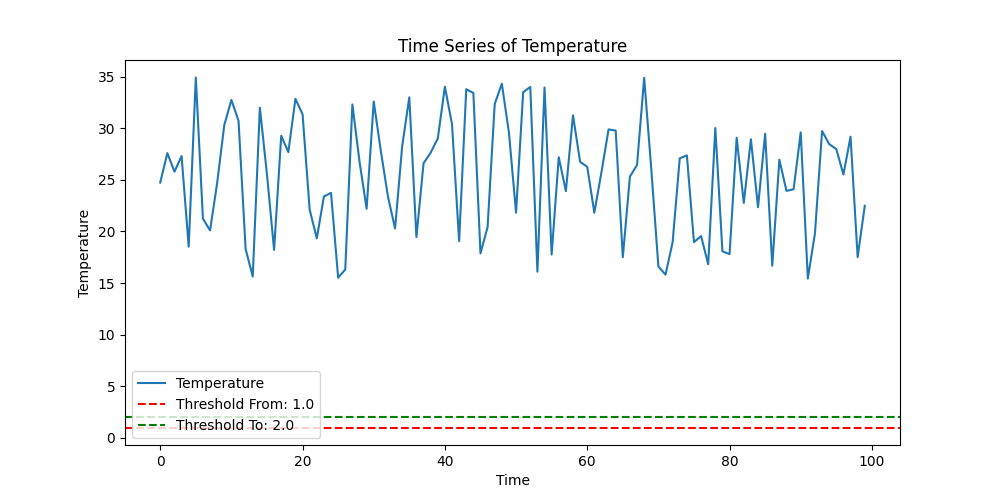 Time Series of Temperature
Temperature
35
30
25
20
15
10
5
0
Temperature
Threshold From: 1.0
Threshold To: 2.0
0 20 40 60 80 100
Time